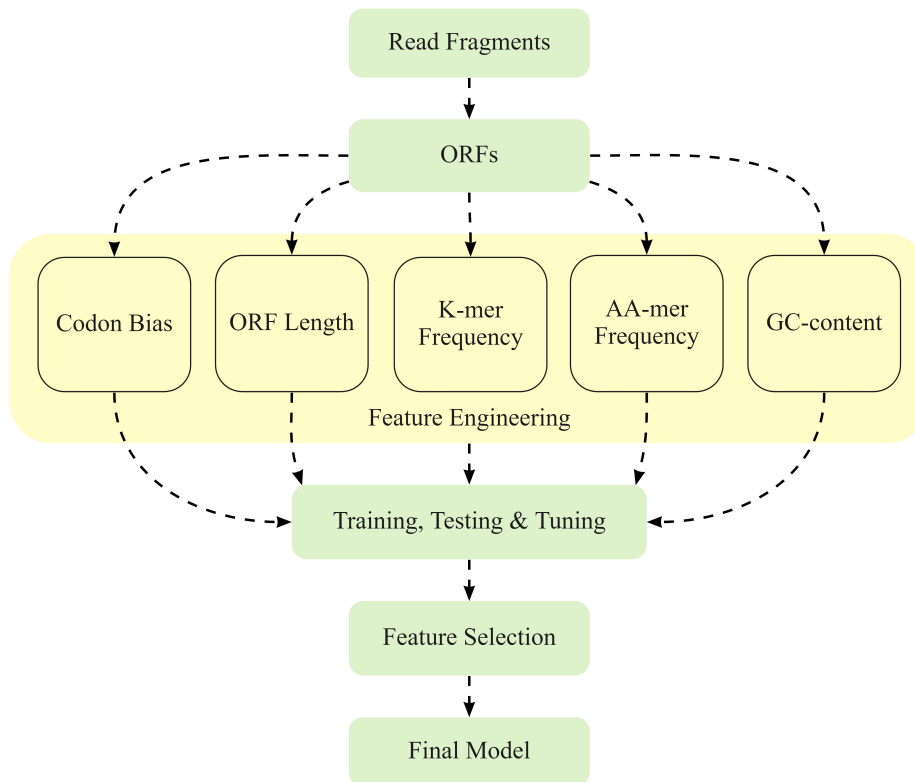 Read Fragments
ORFs
Codon Bias
ORF Length
K-mer
Frequency
AA-mer
Frequency
GC-content
Feature Engineering
Training, Testing & Tuning
Feature Selection
Final Model